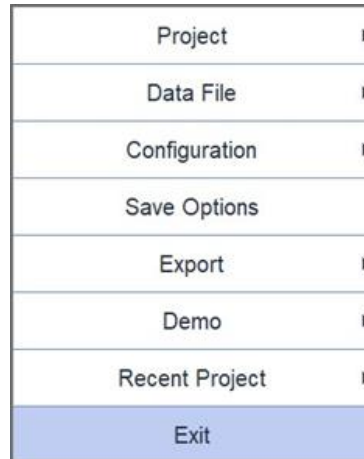 Project
Data File
Configuration
Save Options
Export
Demo
Recent Project
Exit